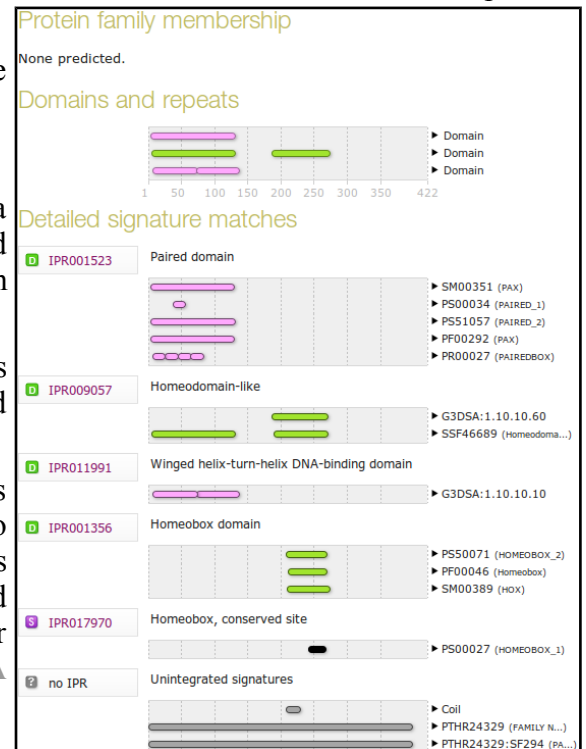 Protein family membership
None predicted.
Domains and repeats
Domain
Domain
Domain
1 50 100 150 200 250 300 350 422
Detailed signature matches
D IPR001523 Paired domain
SM00351 (PAX)
PS00034 (PAIRED_1)
PS51057 (PAIRED_2)
PF00292 (PAX)
PR00027 (PAIREDBOX)
D IPR009057 Homeodomain-like
G3DSA:1.10.10.60
SSF46689 (Homeodoma...)
D IPR011991 Winged helix-turn-helix DNA-binding domain
G3DSA:1.10.10.10
D IPR001356 Homeobox domain
PS50071 (HOMEOBOX_2)
PF00046 (Homeobox)
SM00389 (HOX)
S IPR017970 Homeobox, conserved site
PS00027 (HOMEOBOX_1)
? no IPR Unintegrated signatures
Coil
PTHR24329 (FAMILY N...)
PTHR24329:SF294 (PA...)